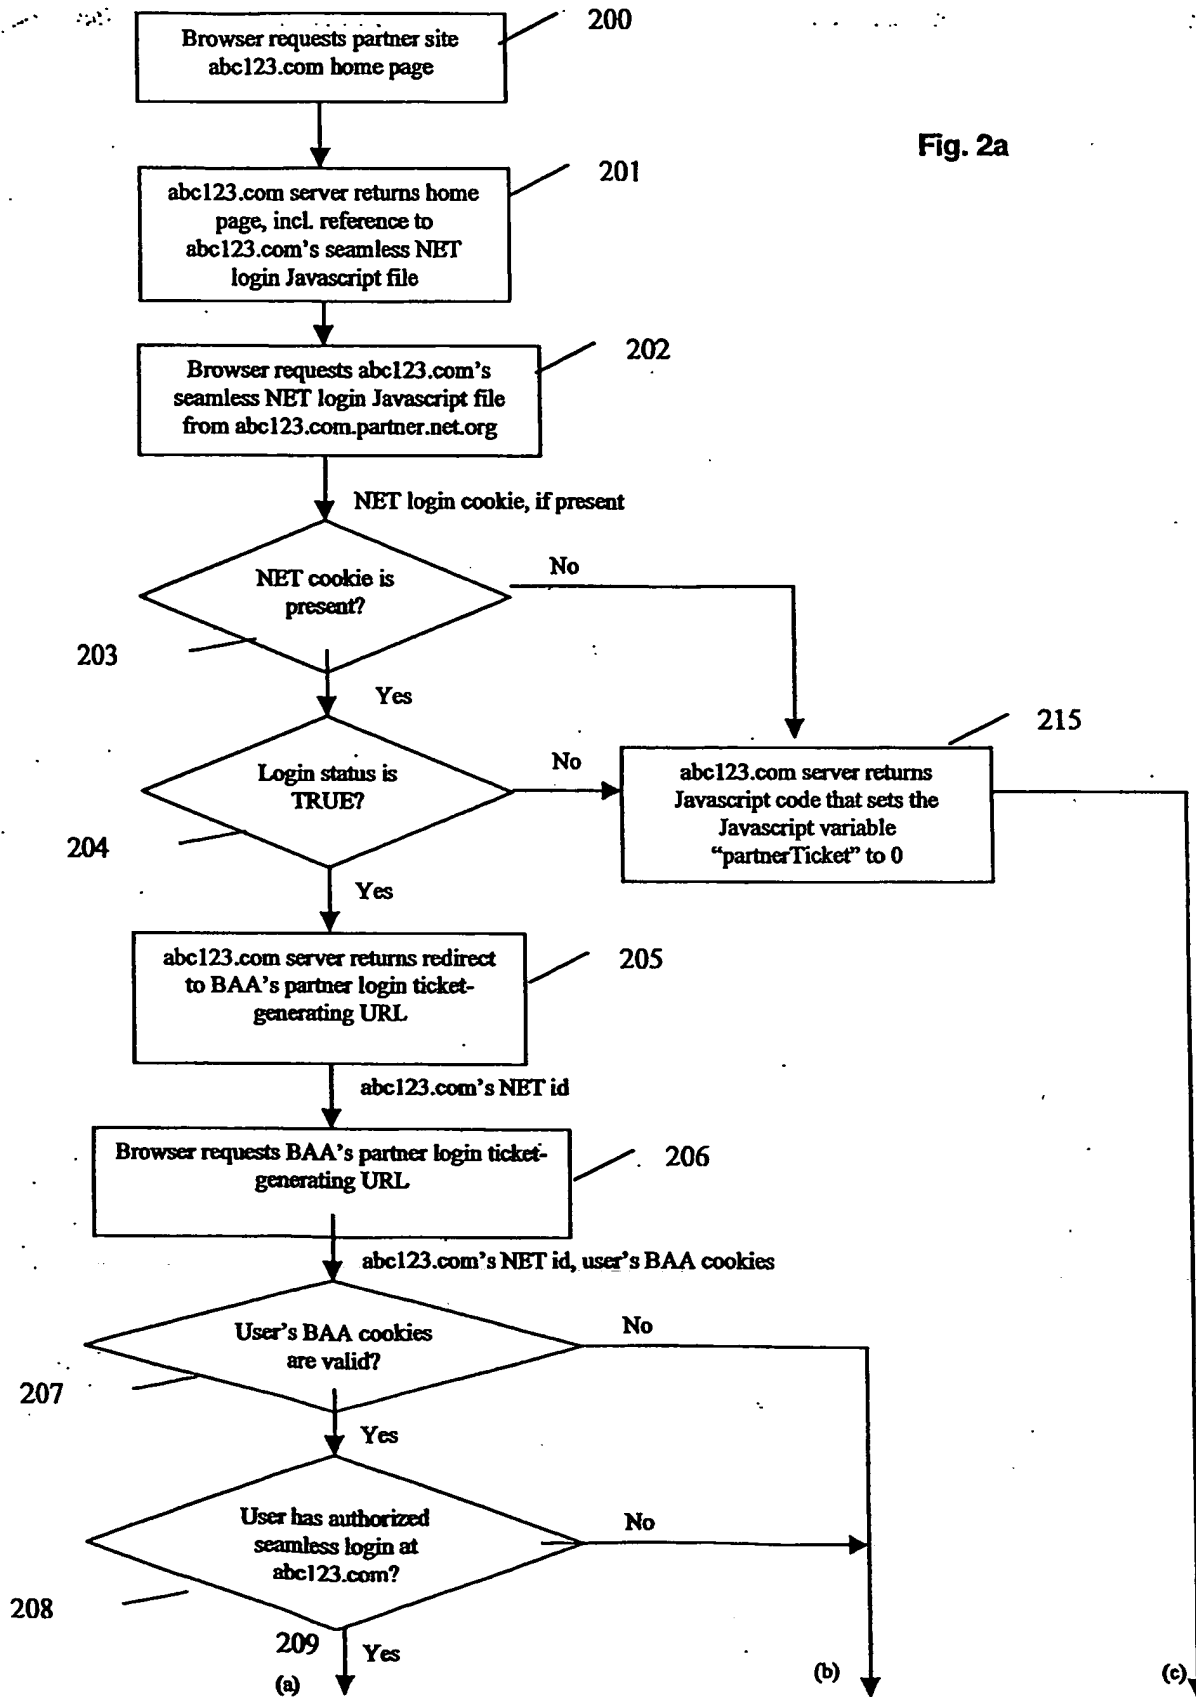 200
Browser requests partner site
abc123.com home page
Fig. 2a
201
abc123.com server returns home
page, incl. reference to
abc123.com's seamless NET
login Javascript file
202
Browser requests abc123.com's
seamless NET login Javascript file
from abc123.com.partner.net.org
NET login cookie, if present
NET cookie is
present?
No
203
Yes
215
Login status is
TRUE?
No
abc123.com server returns
Javascript code that sets the
Javascript variable
“partnerTicket” to 0
204
Yes
abc123.com server returns redirect
to BAA's partner login ticket-
generating URL
205
abc123.com's NET id
Browser requests BAA's partner login ticket-
generating URL
206
abc123.com's NET id, user's BAA cookies
User's BAA cookies
are valid?
No
207
Yes
User has authorized
seamless login at
abc123.com?
No
208
209
Yes
(a)
(b)
(c)